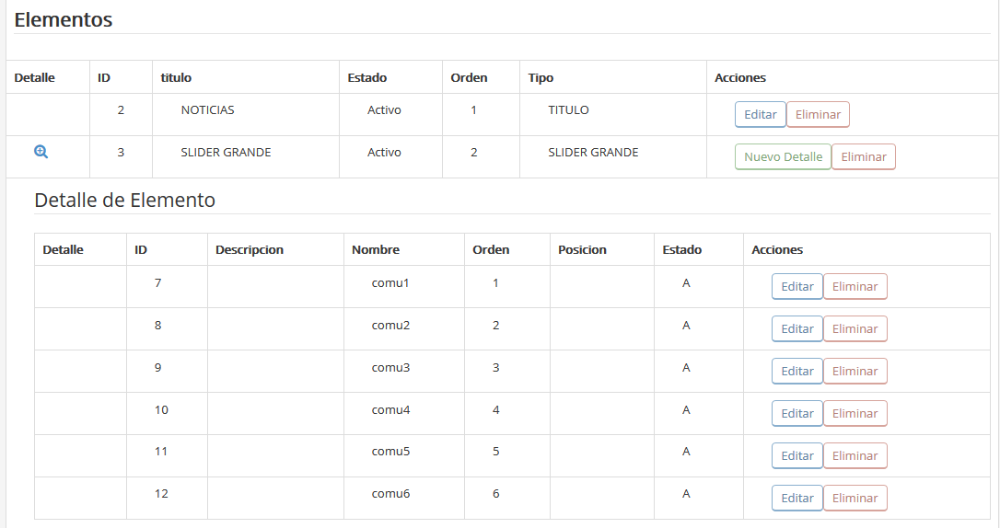 Elementos
Detalle ID titulo Estado Orden Tipo Acciones
2 NOTICIAS Activo 1 TITULO Editar Eliminar
3 SLIDER GRANDE Activo 2 SLIDER GRANDE Nuevo Detalle Eliminar
Detalle de Elemento
Detalle ID Descripcion Nombre Orden Posicion Estado Acciones
7 comu1 1 A Editar Eliminar
8 comu2 2 A Editar Eliminar
9 comu3 3 A Editar Eliminar
10 comu4 4 A Editar Eliminar
11 comu5 5 A Editar Eliminar
12 comu6 6 A Editar Eliminar